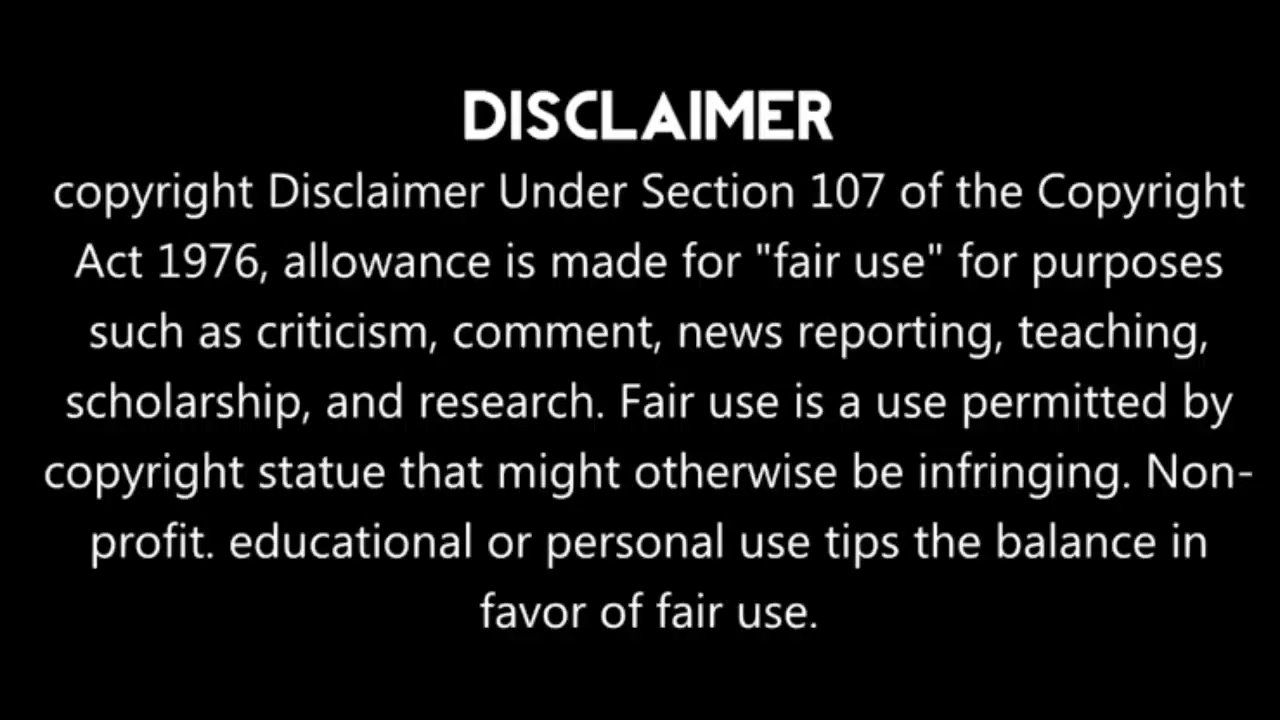 DISCLAIMER
copyright Disclaimer Under Section 107 of the Copyright
Act 1976, allowance is made for "fair use" for purposes
such as criticism, comment, news reporting, teaching,
scholarship, and research. Fair use is a use permitted by
copyright statue that might otherwise be infringing. Non-
profit. educational or personal use tips the balance in
favor of fair use.